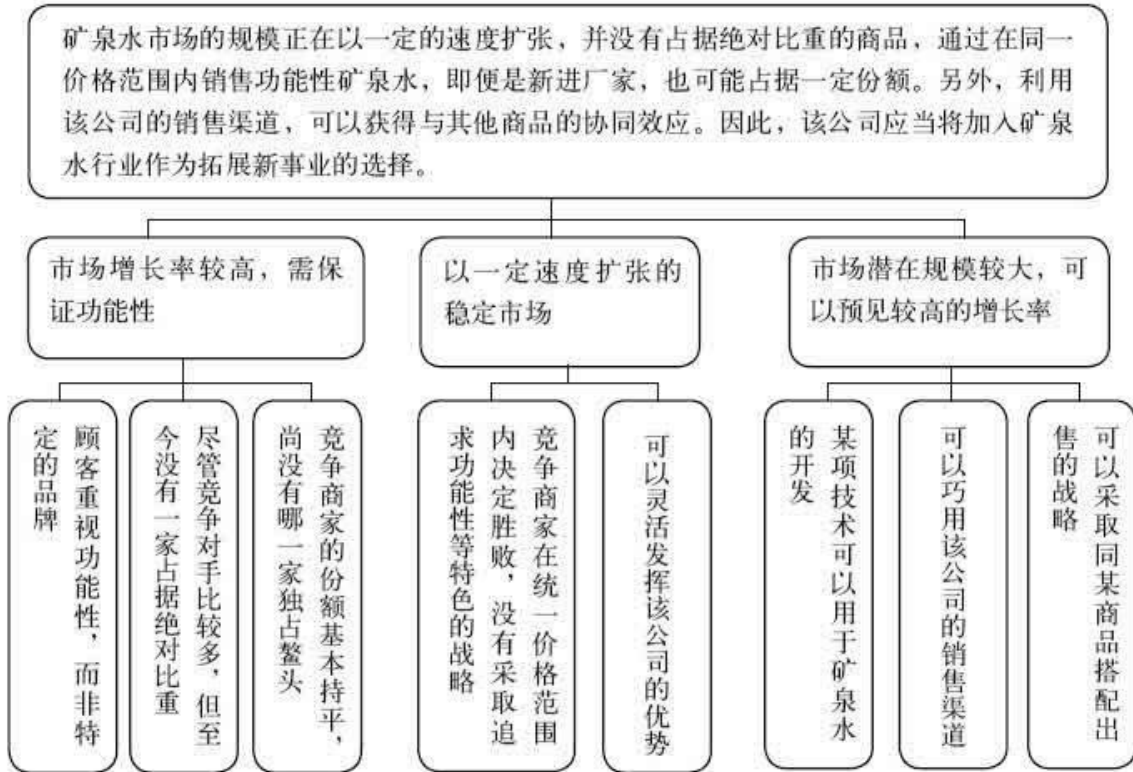 矿泉水市场的规模正在以一定的速度扩张，并没有占据绝对比重的商品，通过在同一
价格范围内销售功能性矿泉水，即便是新进厂家，也可能占据一定份额。另外，利用
该公司的销售渠道，可以获得与其他商品的协同效应。因此，该公司应当将加入矿泉
水行业作为拓展新事业的选择。
市场增长率较高，需保
证功能性
以一定速度扩张的
稳定市场
市场潜在规模较大，可
以预见较高的增长率
顾客重视功能性，而非特
定的品牌
尽管竞争对手比较多，但至
今没有一家占据绝对比重
竞争商家的份额基本持平，
尚没有哪一家独占鳌头
竞争商家在统一价格范围
内决定胜败，没有采取追
求功能性等特色的战略
可以灵活发挥该公司的优势
某项技术可以用于矿泉水
的开发
可以巧用该公司的销售渠道
可以采取同某商品搭配出
售的战略